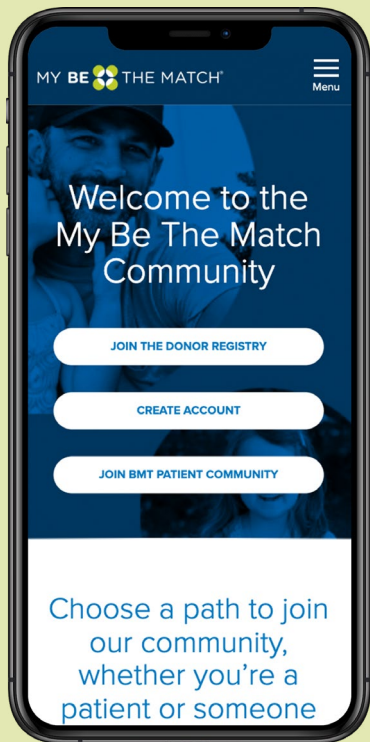 MY BE THE MATCH®
Menu
Welcome to the
My Be The Match
Community
JOIN THE DONOR REGISTRY
CREATE ACCOUNT
JOIN BMT PATIENT COMMUNITY
Choose a path to join
our community,
whether you’re a
patient or someone